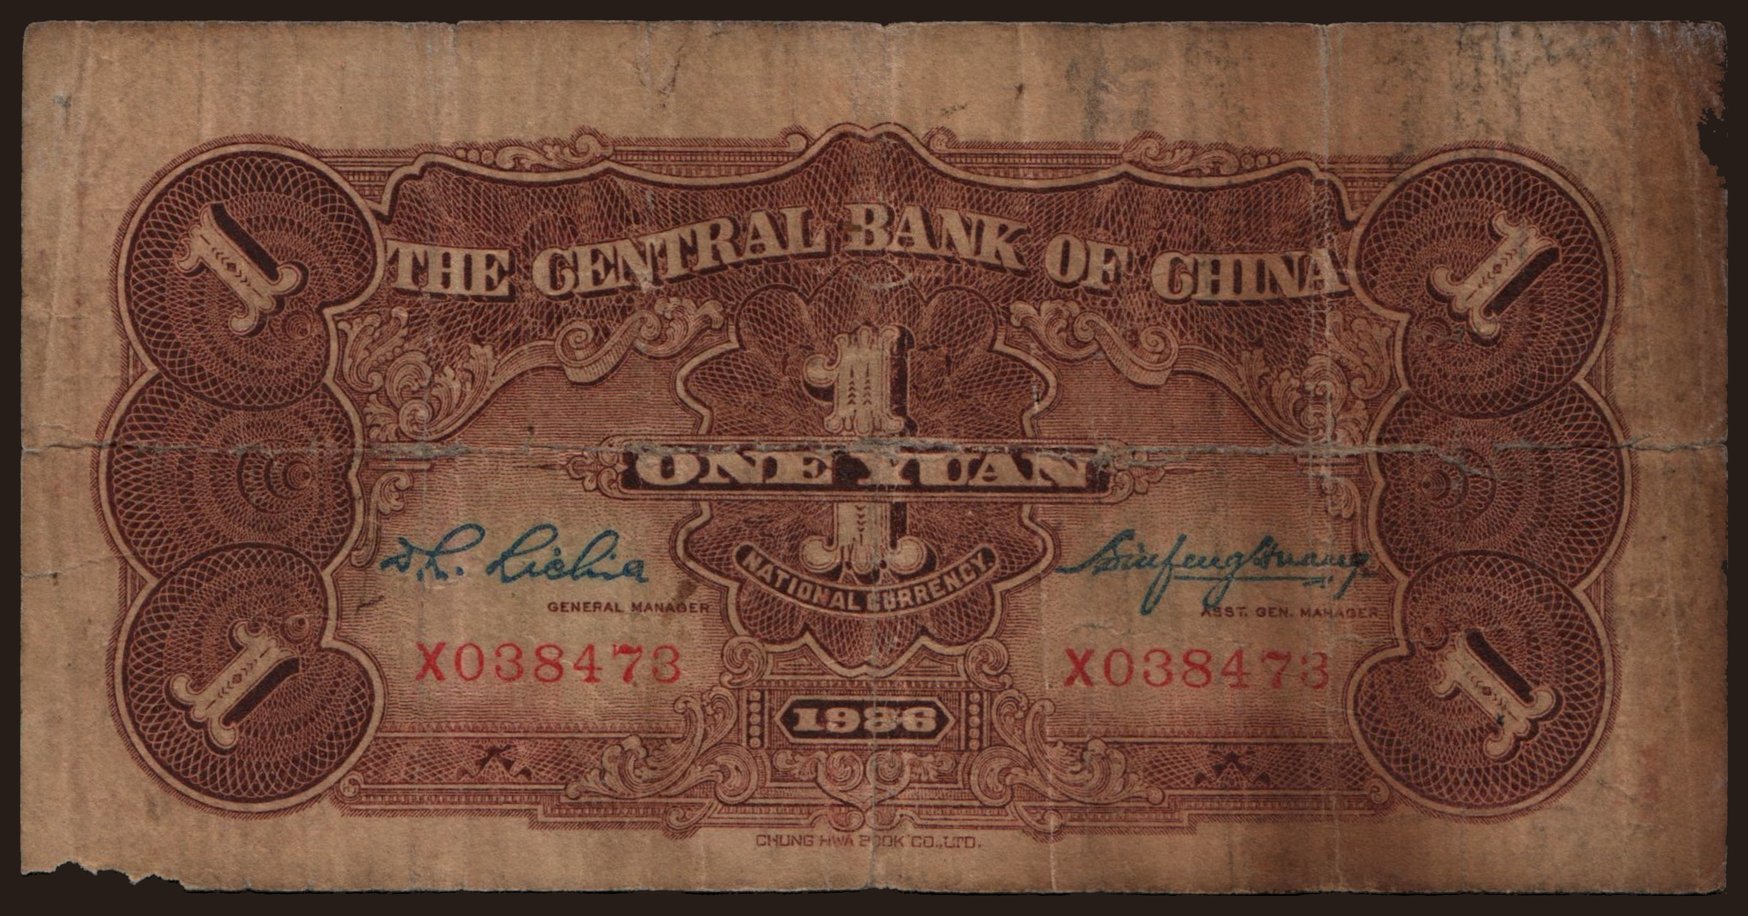 1 1
THE CENTRAL BANK OF CHINA
1
ONE YUAN
1
NATIONAL CURRENCY.
GENERAL MANAGER ASST. GEN. MANAGER
X038473 X038473
1 1
1936
CHUNG HWA BOOK CO., LTD.